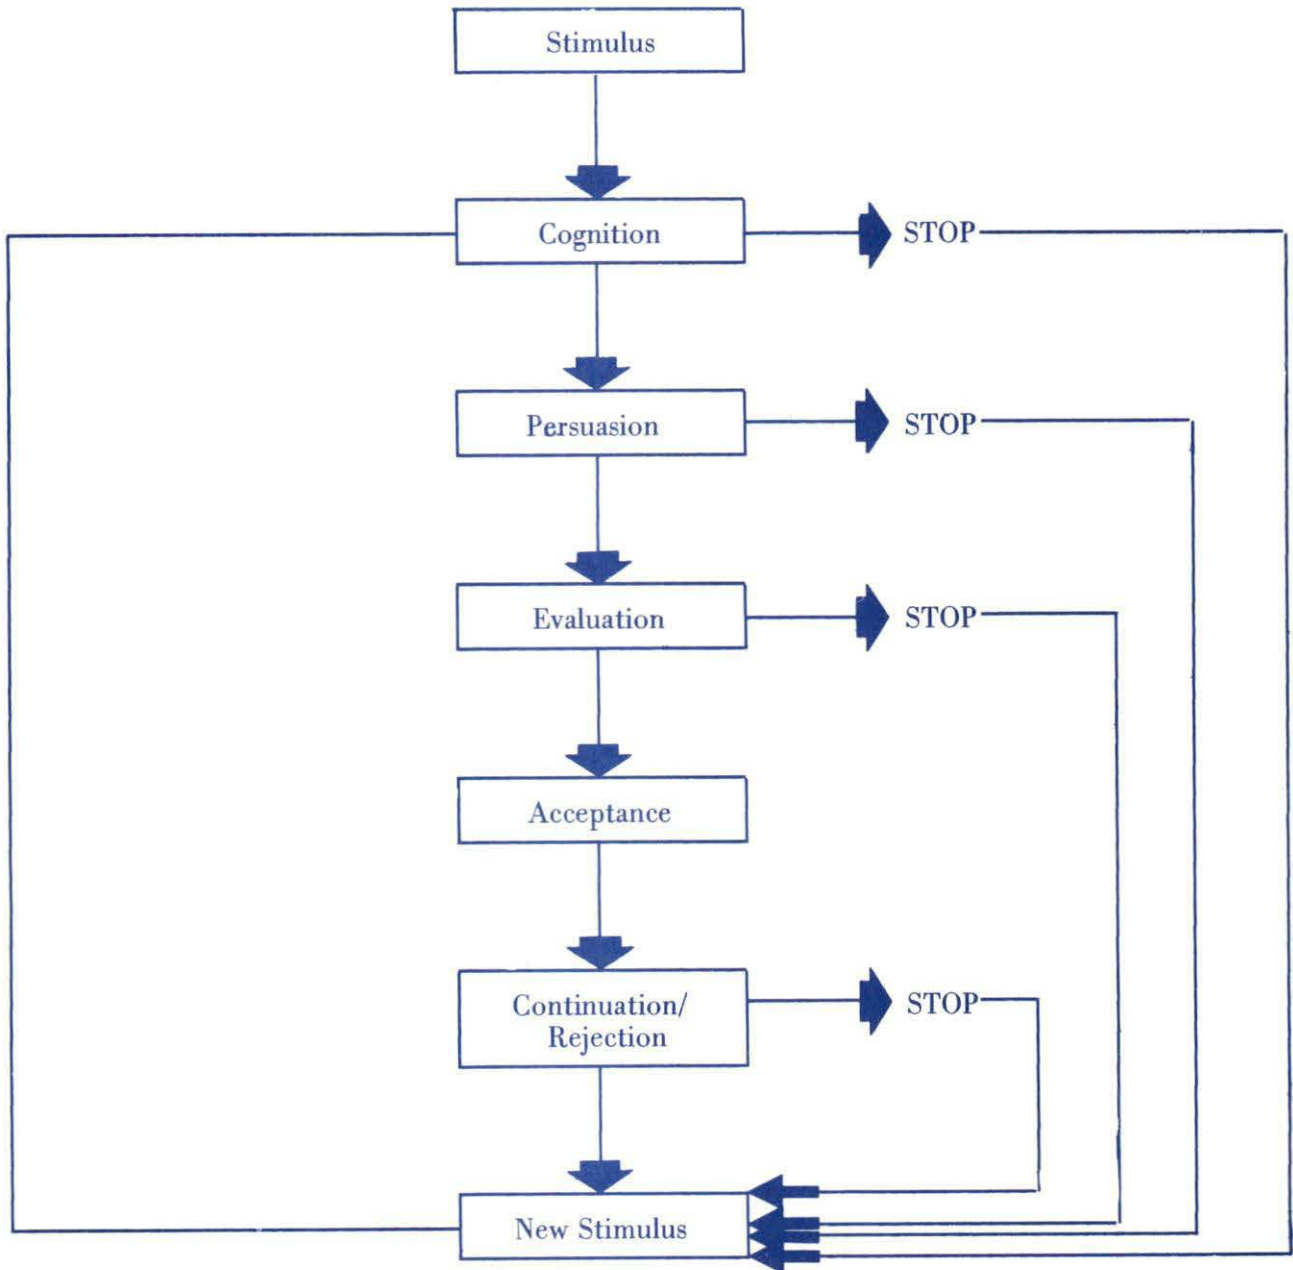 Stimulus
Cognition
STOP
Persuasion
STOP
Evaluation
STOP
Acceptance
Continuation/
Rejection
STOP
New Stimulus